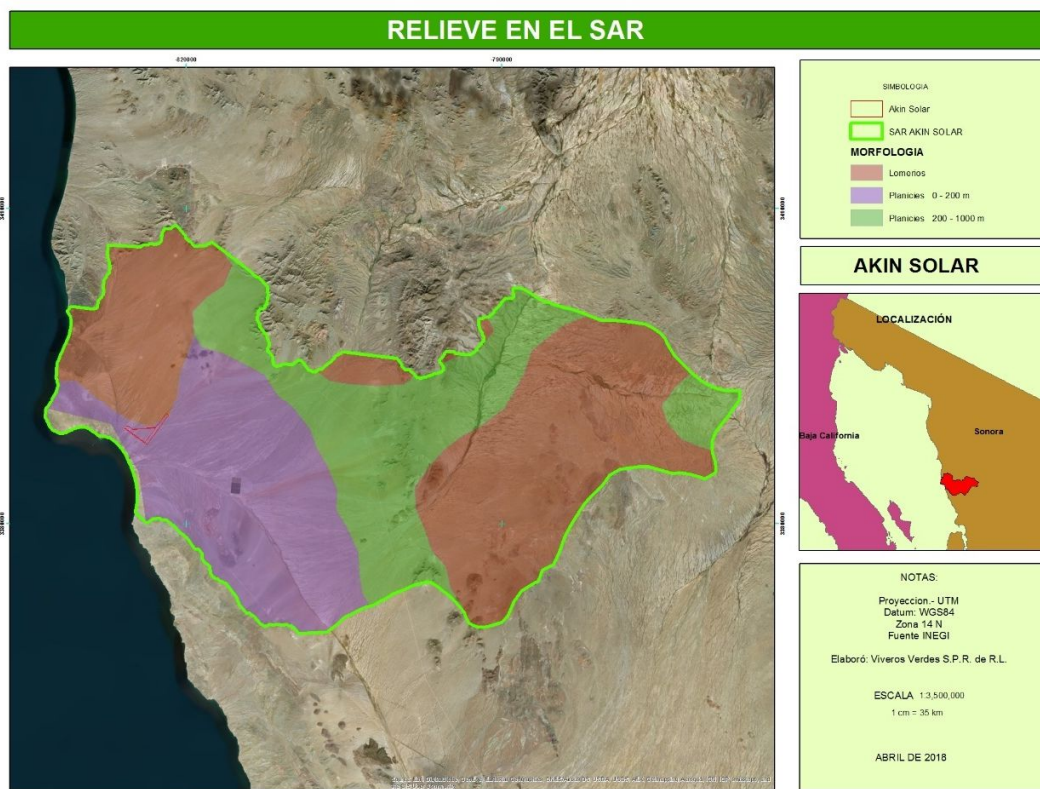 RELIEVE EN EL SAR
SIMBOLOGIA
Akin Solar
SAR AKIN SOLAR
MORFOLOGIA
Lomerios
Planicies 0 - 200 m
Planicies 200 - 1000 m
AKIN SOLAR
LOCALIZACIÓN
Baja California
Sonora
NOTAS:
Proyeccion.- UTM
Datum: WGS84
Zona 14 N
Fuente INEGI
Elaboró: Viveros Verdes S.P.R. de R.L.
ESCALA 1:3,500,000
1 cm = 35 km
ABRIL DE 2018